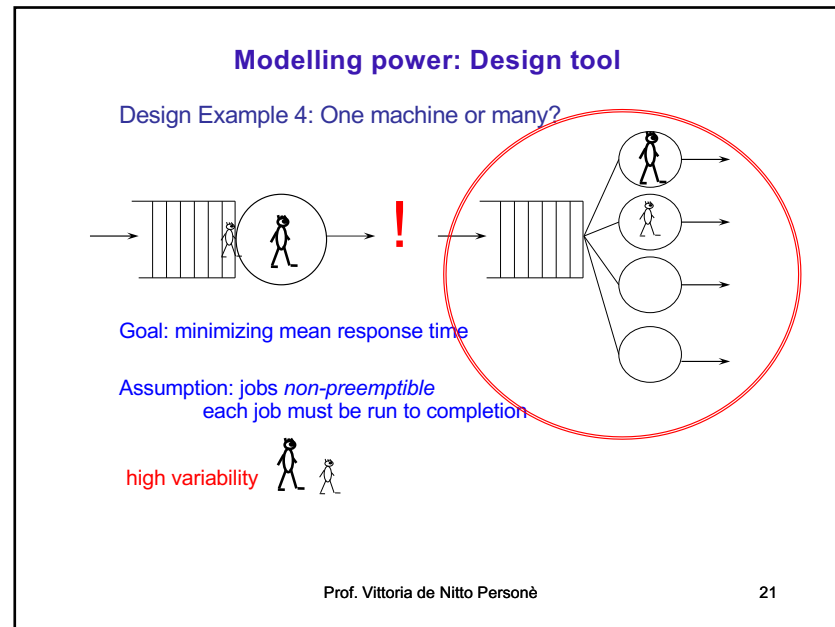 Modelling power: Design tool
Design Example 4: One machine or many?
!
Goal: minimizing mean response time
Assumption: jobs non-preemptible
each job must be run to completion
high variability
Prof. Vittoria de Nitto Personè
21